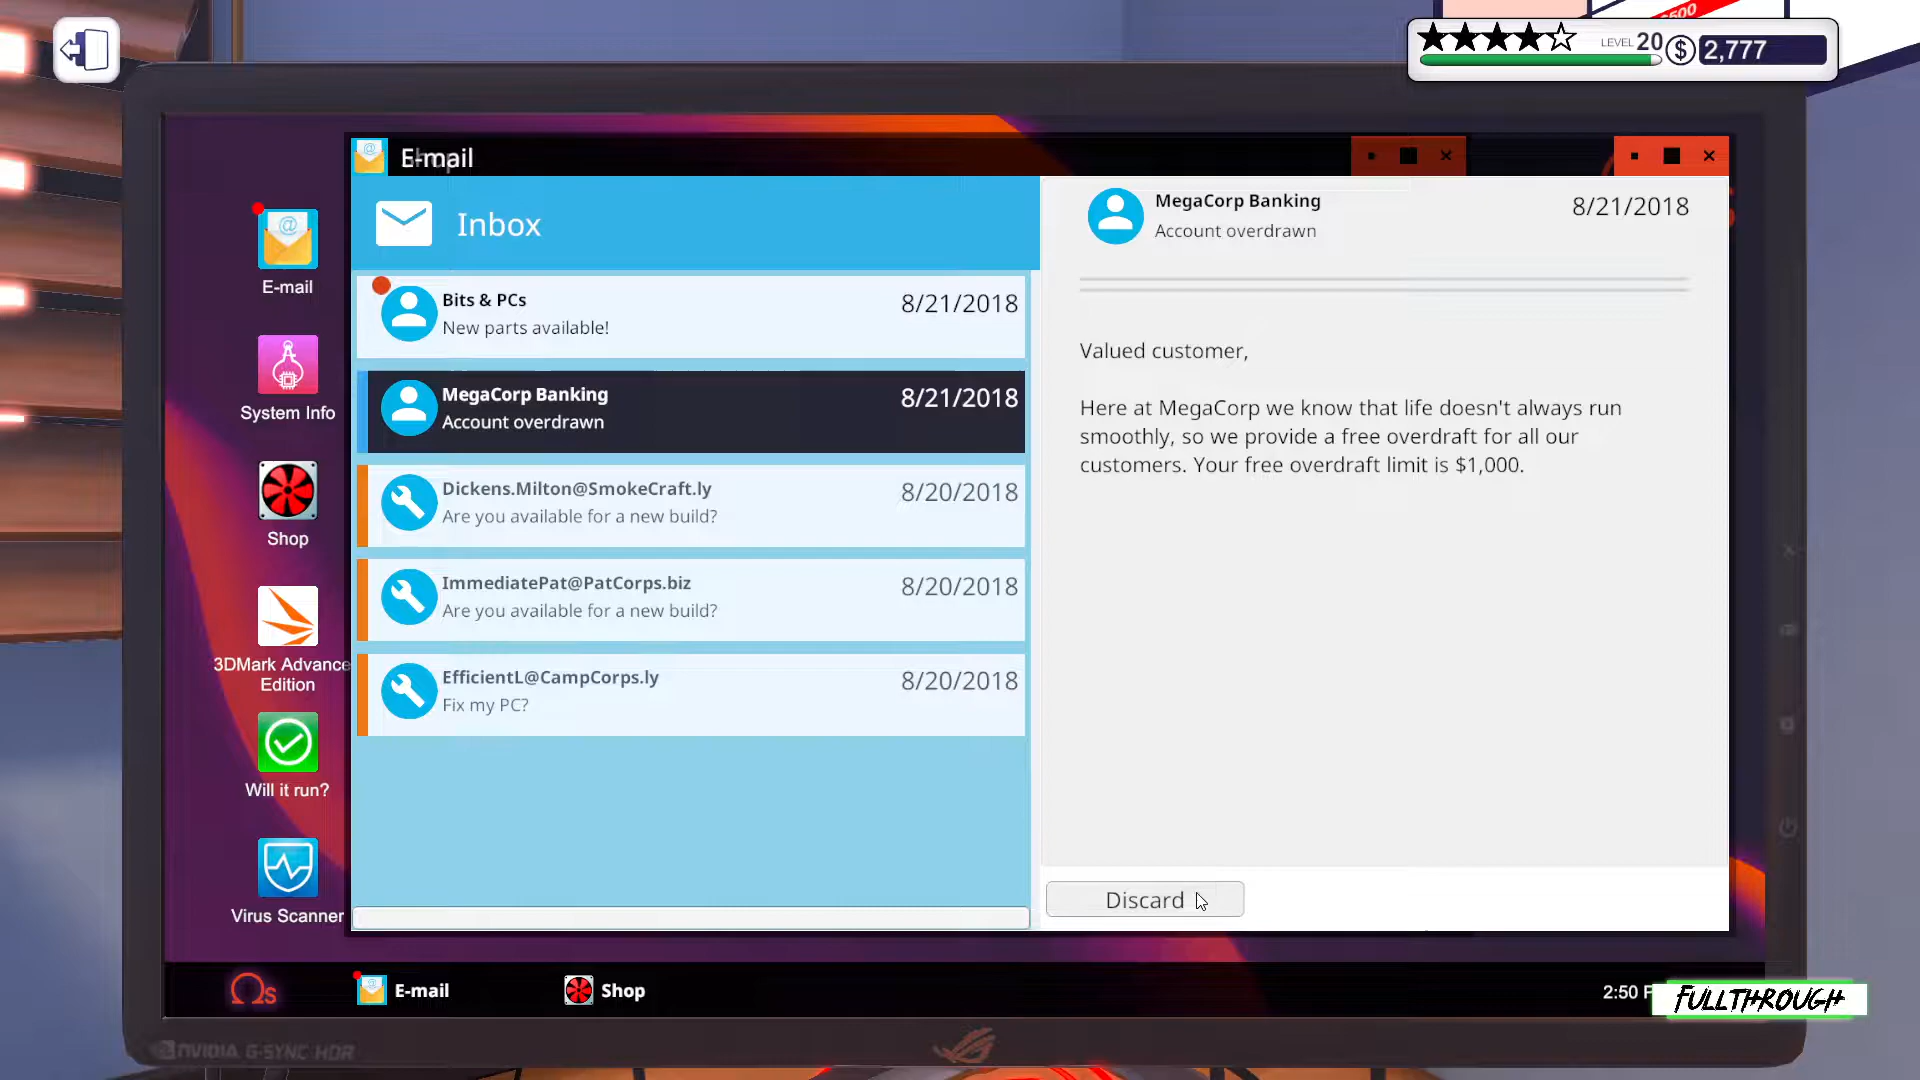 $500
LEVEL 20
$ 2,777
E-mail
Inbox
Bits & PCs
8/21/2018
New parts available!
MegaCorp Banking
8/21/2018
Account overdrawn
Dickens.Milton@SmokeCraft.ly
8/20/2018
Are you available for a new build?
ImmediatePat@PatCorps.biz
8/20/2018
Are you available for a new build?
EfficientL@CampCorps.ly
8/20/2018
Fix my PC?
MegaCorp Banking
8/21/2018
Account overdrawn
Valued customer,
Here at MegaCorp we know that life doesn't always run
smoothly, so we provide a free overdraft for all our
customers. Your free overdraft limit is $1,000.
Discard
E-mail
System Info
Shop
3DMark Advance
Edition
Will it run?
Virus Scanner
Ωs
E-mail
Shop
2:50
FULLTHROUGH
NVIDIA G-SYNC HDR